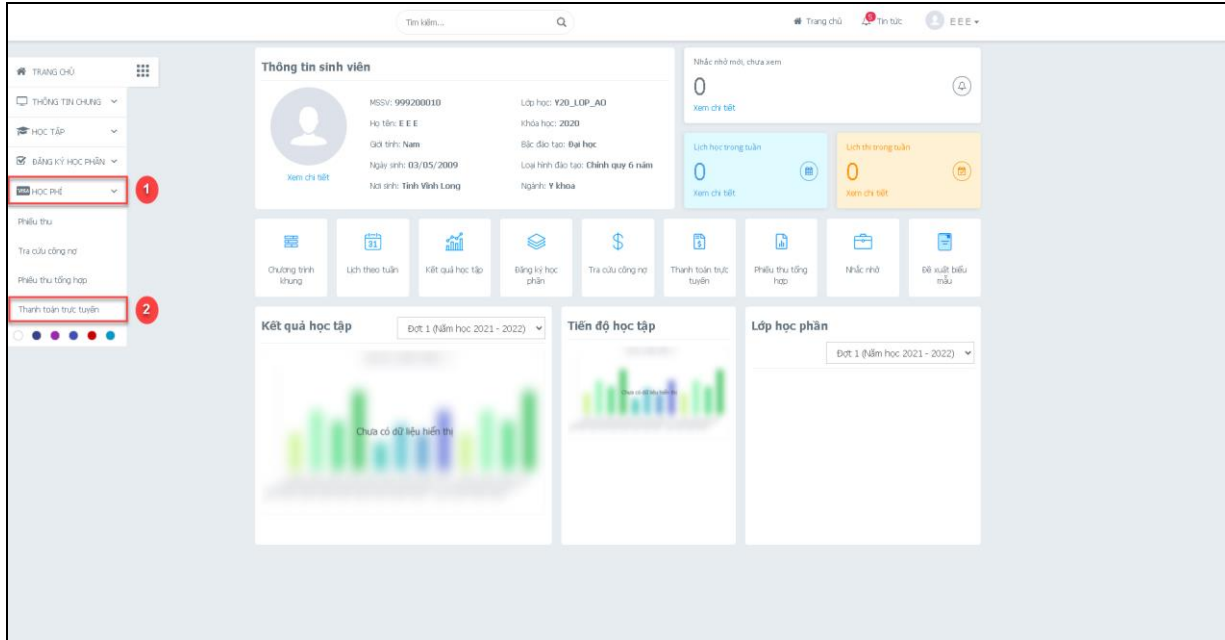 Tìm kiếm...
Trang chủ
Tin tức
E E E
TRANG CHỦ
THÔNG TIN CHUNG
HỌC TẬP
ĐĂNG KÝ HỌC PHẦN
VISA HỌC PHÍ
1
Phiếu thu
Tra cứu công nợ
Phiếu thu tổng hợp
Thanh toán trực tuyến
2
Thông tin sinh viên
Xem chi tiết
MSSV: 999200010
Họ tên: E E E
Giới tính: Nam
Ngày sinh: 03/05/2009
Nơi sinh: Tỉnh Vĩnh Long
Lớp học: Y20_LOP_AO
Khóa học: 2020
Bậc đào tạo: Đại học
Loại hình đào tạo: Chính quy 6 năm
Ngành: Y khoa
Nhắc nhở mới, chưa xem
0
Xem chi tiết
Lịch học trong tuần
0
Xem chi tiết
Lịch thi trong tuần
0
Xem chi tiết
Chương trình
khung
31
Lịch theo tuần
Kết quả học tập
Đăng ký học
phần
Tra cứu công nợ
Thanh toán trực
tuyến
Phiếu thu tổng
hợp
Nhắc nhở
Đề xuất biểu
mẫu
Kết quả học tập
Đợt 1 (Năm học 2021 - 2022)
Chưa có dữ liệu hiển thị
Tiến độ học tập
Chưa có dữ liệu hiển thị
Lớp học phần
Đợt 1 (Năm học 2021 - 2022)